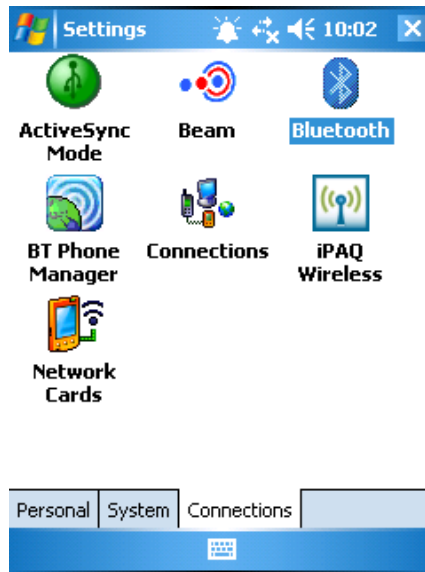 Settings 10:02
ActiveSync Mode
Beam
Bluetooth
BT Phone Manager
Connections
iPAQ Wireless
Network Cards
Personal System Connections